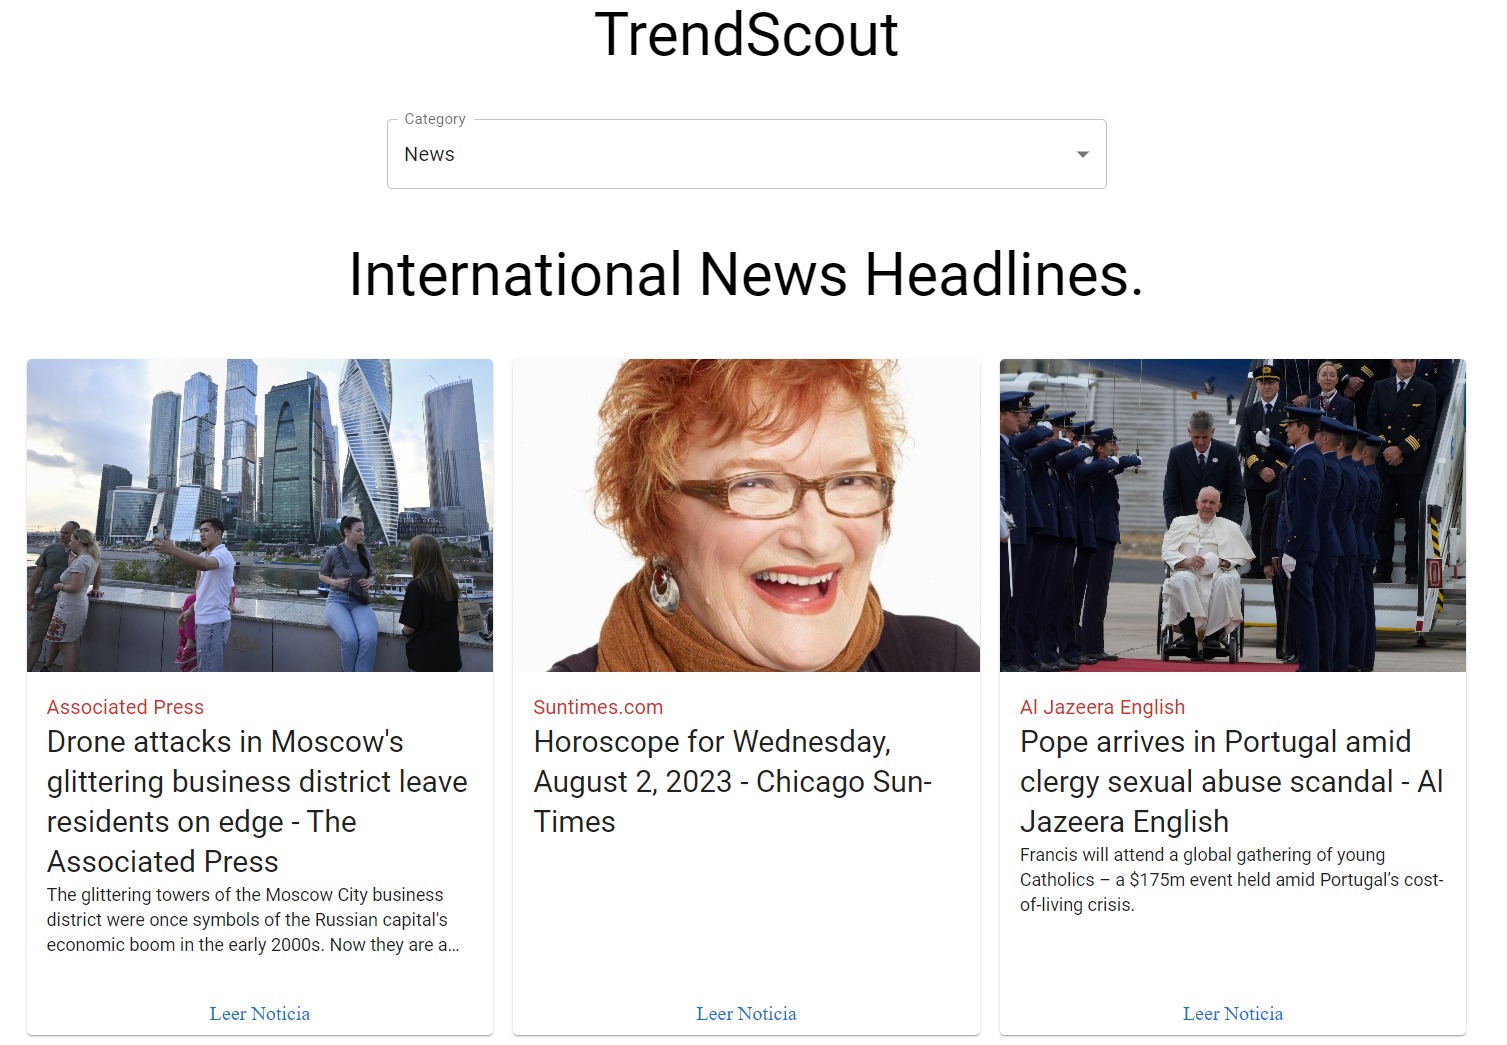 TrendScout
Category
News
International News Headlines.
Associated Press
Drone attacks in Moscow's
glittering business district leave
residents on edge - The
Associated Press
The glittering towers of the Moscow City business
district were once symbols of the Russian capital's
economic boom in the early 2000s. Now they are a...
Leer Noticia
Suntimes.com
Horoscope for Wednesday,
August 2, 2023 - Chicago Sun-
Times
Leer Noticia
Al Jazeera English
Pope arrives in Portugal amid
clergy sexual abuse scandal - Al
Jazeera English
Francis will attend a global gathering of young
Catholics – a $175m event held amid Portugal’s cost-
of-living crisis.
Leer Noticia